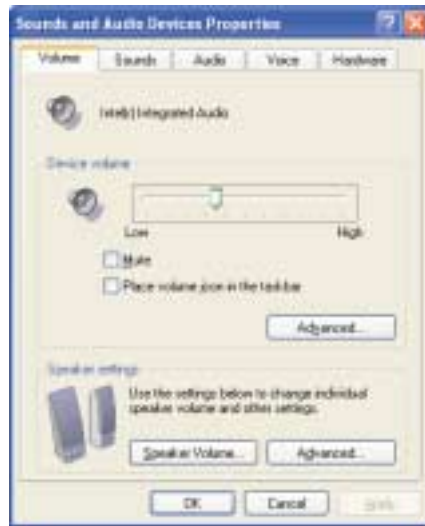 Sounds and Audio Devices Properties
Volume Sounds Audio Voice Hardware
Intel(r) Integrated Audio
Device volume
Low High
Mute
Place volume icon in the taskbar
Advanced...
Speaker settings
Use the settings below to change individual
speaker volume and other settings.
Speaker Volume... Advanced...
OK Cancel Apply